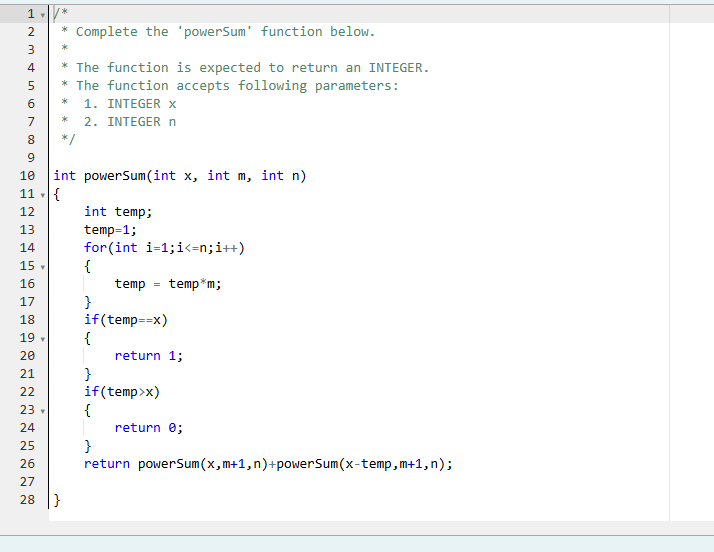 1 /*
2  * Complete the 'powerSum' function below.
3  *
4  * The function is expected to return an INTEGER.
5  * The function accepts following parameters:
6  *  1. INTEGER x
7  *  2. INTEGER n
8  */
9
10 int powerSum(int x, int m, int n)
11 {
12     int temp;
13     temp=1;
14     for(int i=1;i<=n;i++)
15     {
16         temp = temp*m;
17     }
18     if(temp==x)
19     {
20         return 1;
21     }
22     if(temp>x)
23     {
24         return 0;
25     }
26     return powerSum(x,m+1,n)+powerSum(x-temp,m+1,n);
27
28 }